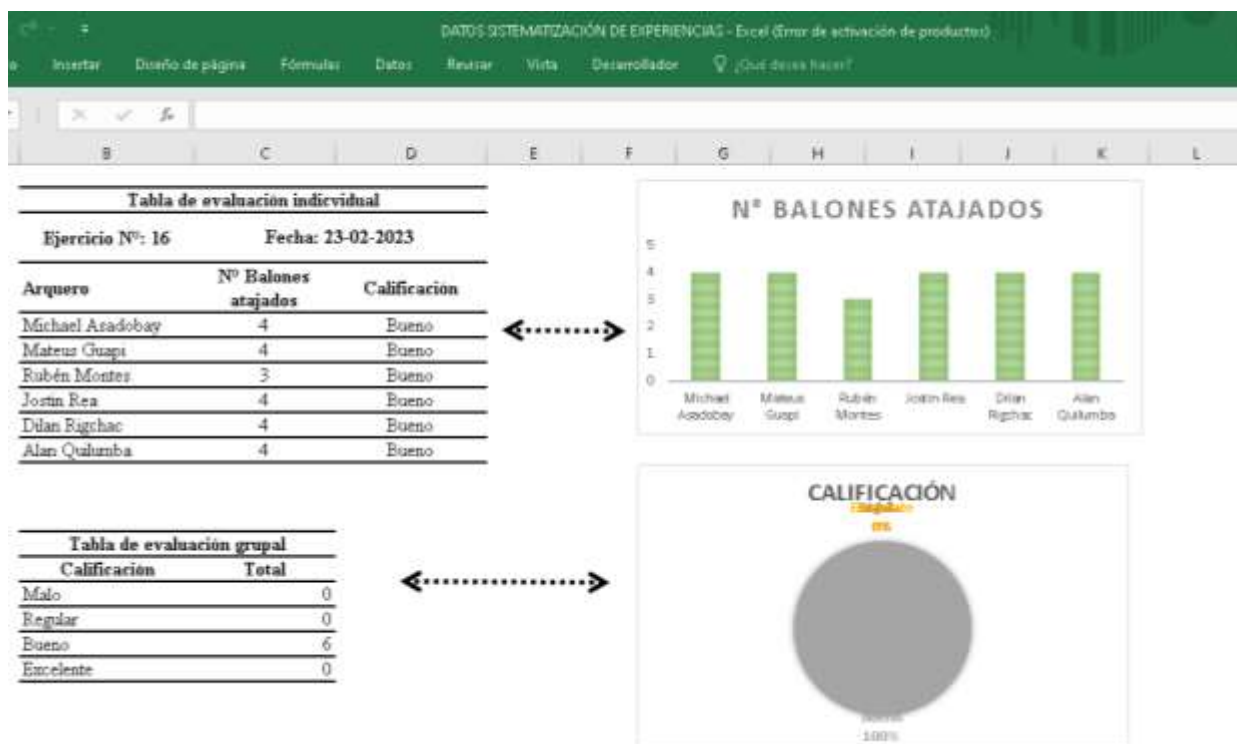 DATOS SISTEMATIZACIÓN DE EXPERIENCIAS - Excel (Error de activación de productos)
Insertar Diseño de página Fórmulas Datos Revisar Vista Desarrollador ¿Qué desea hacer?
fx
B C D E F G H I J K L
Tabla de evaluación indicvidual
Ejercicio Nº: 16 Fecha: 23-02-2023
Arquero Nº Balones atajados Calificación
Michael Asadobay 4 Bueno
Mateus Guapi 4 Bueno
Rubén Montes 3 Bueno
Jostin Rea 4 Bueno
Dilan Rigchac 4 Bueno
Alan Quilumba 4 Bueno
Tabla de evaluación grupal
Calificación Total
Malo 0
Regular 0
Bueno 6
Excelente 0
N° BALONES ATAJADOS
5
4
3
2
1
0
Michael Asadobay Mateus Guapi Rubén Montes Jostin Rea Dilan Rigchac Alan Quilumba
CALIFICACIÓN
100%